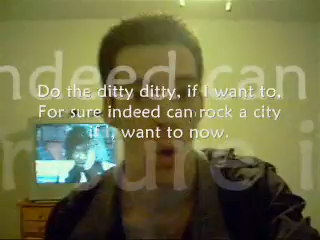 ndeed can
Do the ditty ditty, if I want to,
For sure indeed can rock a city
if I, want to now.
r sure i